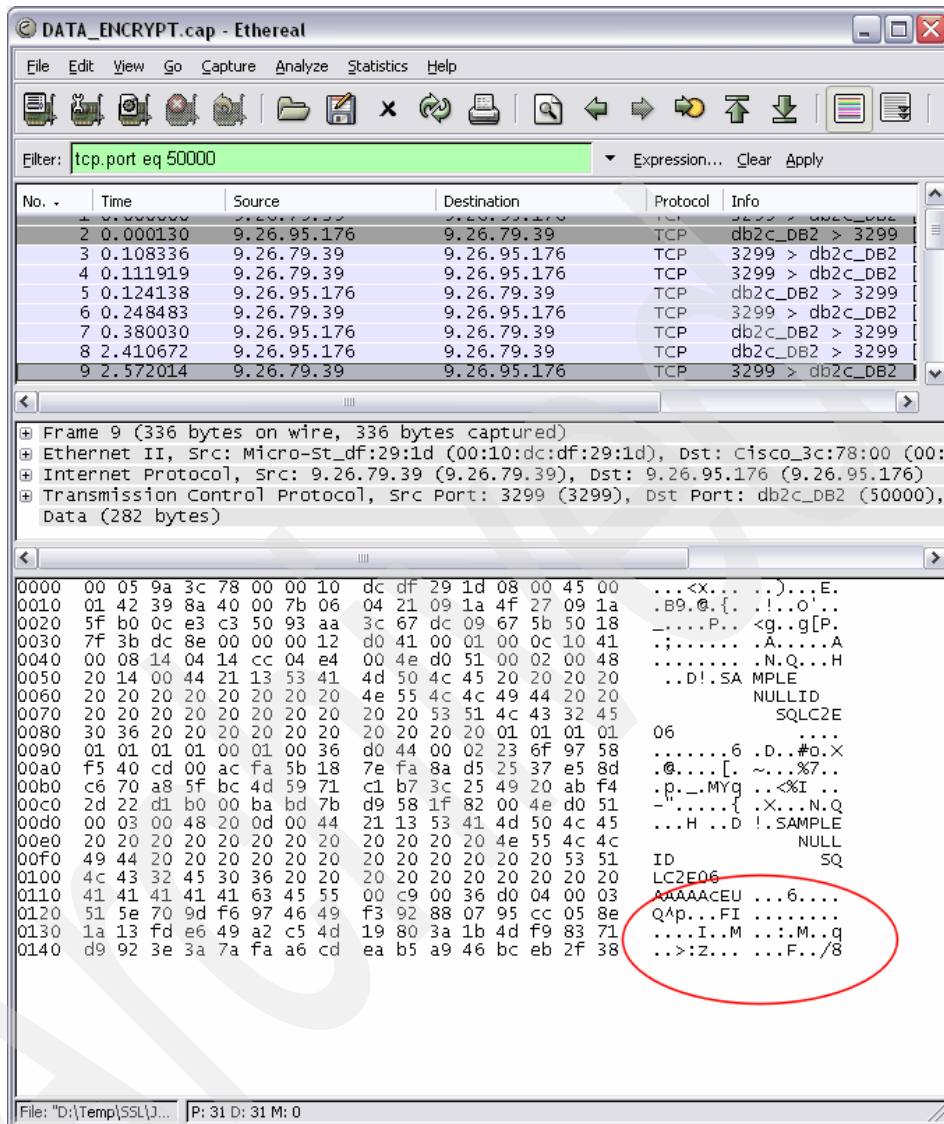 DATA_ENCRYPT.cap - Ethereal
File Edit View Go Capture Analyze Statistics Help
Filter: tcp.port eq 50000 Expression... Clear Apply
No. Time Source Destination Protocol Info
2 0.000130 9.26.95.176 9.26.79.39 TCP db2c_DB2 > 3299 [
3 0.108336 9.26.79.39 9.26.95.176 TCP 3299 > db2c_DB2 [
4 0.111919 9.26.79.39 9.26.95.176 TCP 3299 > db2c_DB2 [
5 0.124138 9.26.95.176 9.26.79.39 TCP db2c_DB2 > 3299 [
6 0.248483 9.26.79.39 9.26.95.176 TCP 3299 > db2c_DB2 [
7 0.380030 9.26.95.176 9.26.79.39 TCP db2c_DB2 > 3299 [
8 2.410672 9.26.95.176 9.26.79.39 TCP db2c_DB2 > 3299 [
9 2.572014 9.26.79.39 9.26.95.176 TCP 3299 > db2c_DB2 [
Frame 9 (336 bytes on wire, 336 bytes captured)
Ethernet II, Src: Micro-St_df:29:1d (00:10:dc:df:29:1d), Dst: Cisco_3c:78:00 (00:
Internet Protocol, Src: 9.26.79.39 (9.26.79.39), Dst: 9.26.95.176 (9.26.95.176)
Transmission Control Protocol, Src Port: 3299 (3299), Dst Port: db2c_DB2 (50000),
Data (282 bytes)
0000 00 05 9a 3c 78 00 00 10 dc df 29 1d 08 00 45 00 ...<x... ..)...E.
0010 01 42 39 8a 40 00 7b 06 04 21 09 1a 4f 27 09 1a .B9.@.{. .!..O'..
0020 5f b0 0c e3 c3 50 93 aa 3c 67 dc 09 67 5b 50 18 _....P.. <g..g[P.
0030 7f 3b dc 8e 00 00 00 12 d0 41 00 01 00 0c 10 41 .;...... .A.....A
0040 00 08 14 04 14 cc 04 e4 00 4e d0 51 00 02 00 48 ........ .N.Q...H
0050 20 14 00 44 21 13 53 41 4d 50 4c 45 20 20 20 20 ..D!.SA MPLE
0060 20 20 20 20 20 20 20 20 4e 55 4c 4c 49 44 20 20 NULLID
0070 20 20 20 20 20 20 20 20 20 20 53 51 4c 43 32 45 SQLC2E
0080 30 36 20 20 20 20 20 20 20 20 20 20 01 01 01 01 06 ....
0090 01 01 01 01 00 01 00 36 d0 44 00 02 23 6f 97 58 .......6 .D..#o.X
00a0 f5 40 cd 00 ac fa 5b 18 7e fa 8a d5 25 37 e5 8d .@....[. ~...%7..
00b0 c6 70 a8 5f bc 4d 59 71 c1 b7 3c 25 49 20 ab f4 .p._.MYq ..<%I ..
00c0 2d 22 d1 b0 00 ba bd 7b d9 58 1f 82 00 4e d0 51 -".....{ .X...N.Q
00d0 00 03 00 48 20 0d 00 44 21 13 53 41 4d 50 4c 45 ...H ..D !.SAMPLE
00e0 20 20 20 20 20 20 20 20 20 20 20 20 4e 55 4c 4c NULL
00f0 49 44 20 20 20 20 20 20 20 20 20 20 20 20 53 51 ID SQ
0100 4c 43 32 45 30 36 20 20 20 20 20 20 20 20 20 20 LC2E06
0110 41 41 41 41 41 63 45 55 00 c9 00 36 d0 04 00 03 AAAAAcEU ...6....
0120 51 5e 70 9d f6 97 46 49 f3 92 88 07 95 cc 05 8e Q^p...FI ........
0130 1a 13 fd e6 49 a2 c5 4d 19 80 3a 1b 4d f9 83 71 ....I..M ..:.M..q
0140 d9 92 3e 3a 7a fa a6 cd ea b5 a9 46 bc eb 2f 38 ..>:z... ...F../8
File: "D:\Temp\SSL\J... P: 31 D: 31 M: 0